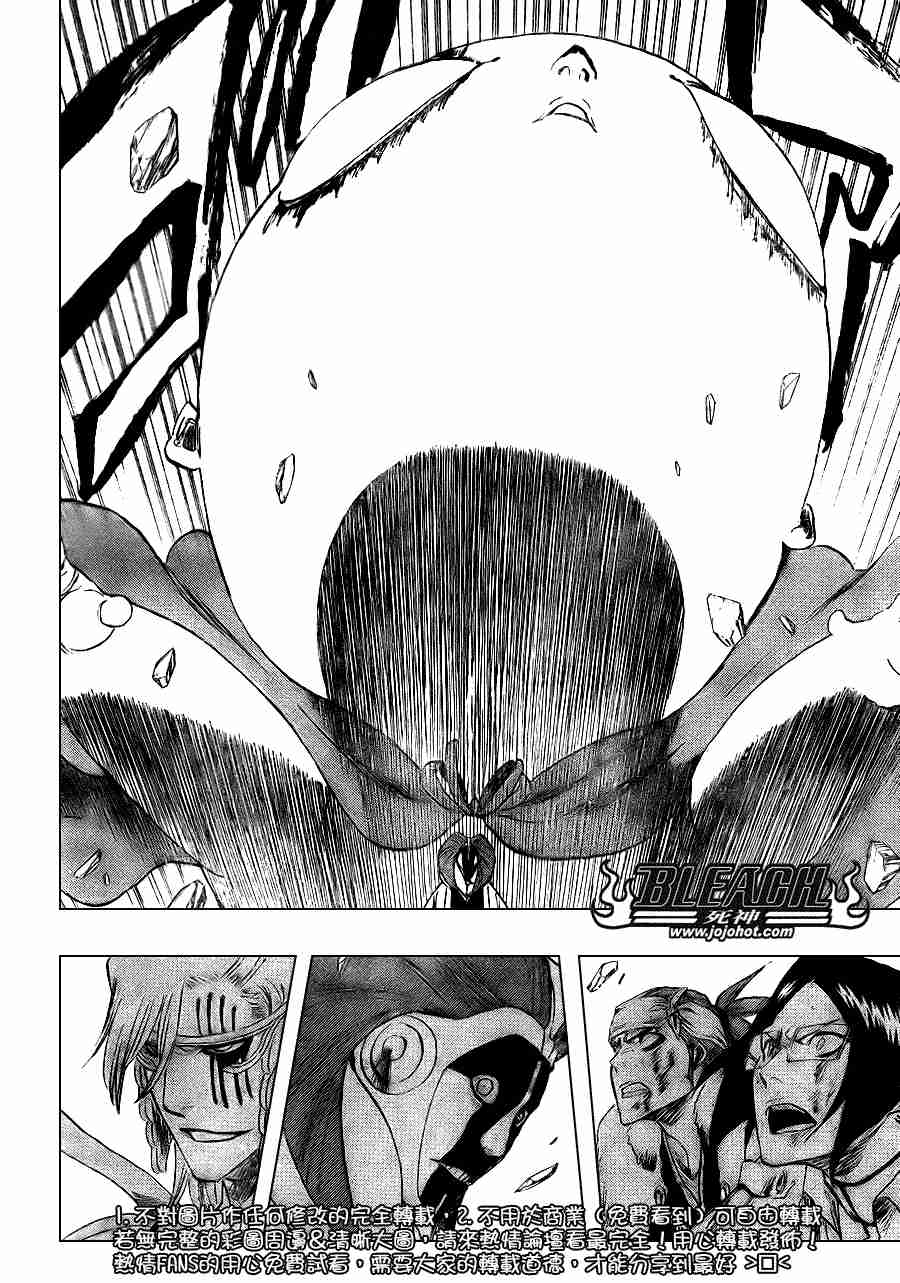 BLEACH
死神
www.jojohot.com
1. 不對圖片作任何修改的完全轉載，2. 不用於商業（免費看到）可自由轉載
若無完整的彩圖周邊&清晰大圖，請來熱情論壇看最完全！用心轉載發佈！
熱情FANS的用心免費試看，需要大家的轉載道德，才能分享到最好 >□<